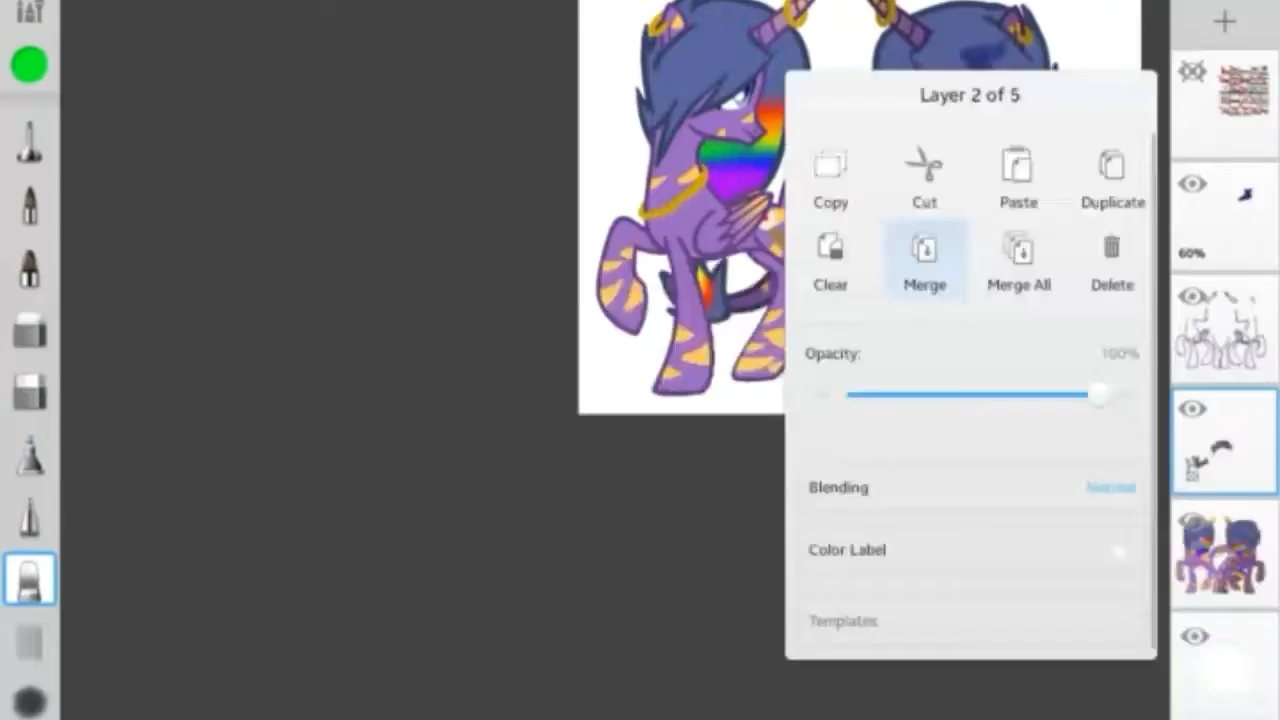 Layer 2 of 5
Copy Cut Paste Duplicate
Clear Merge Merge All Delete
60%
Opacity: 100%
Blending Normal
Color Label
Templates